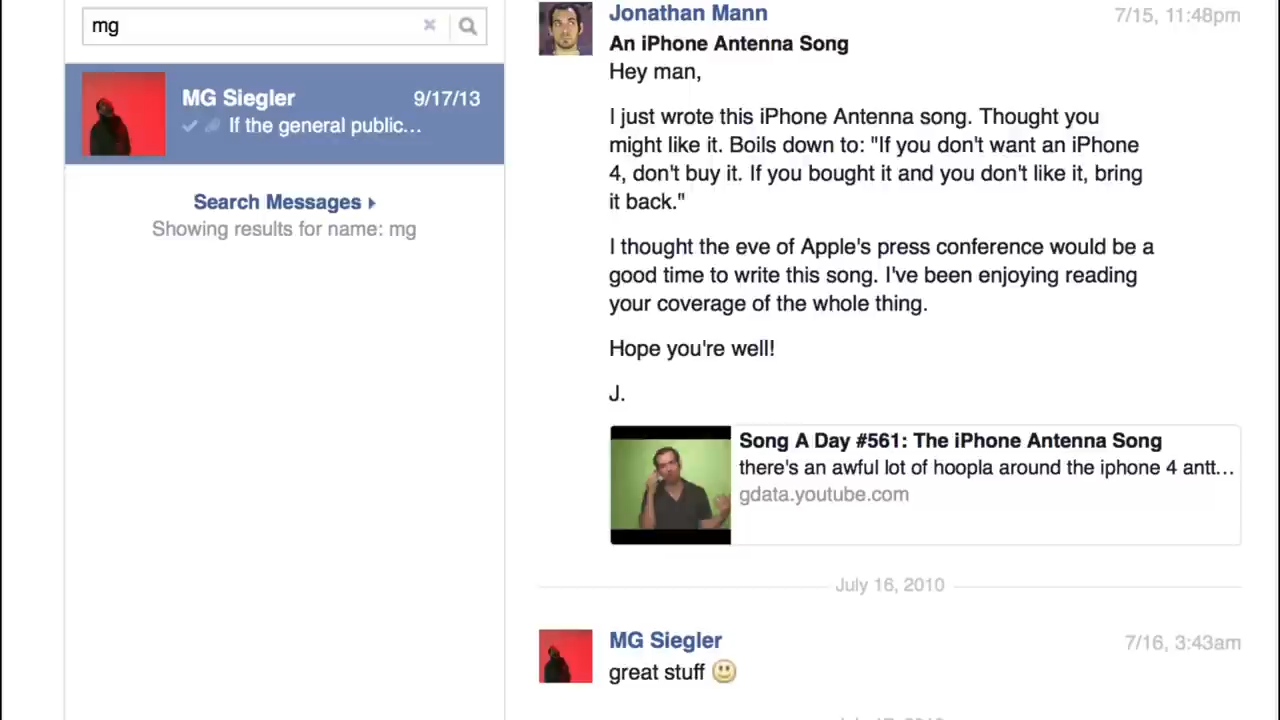 mg
MG Siegler
9/17/13
If the general public...
Search Messages
Showing results for name: mg
Jonathan Mann
7/15, 11:48pm
An iPhone Antenna Song
Hey man,
I just wrote this iPhone Antenna song. Thought you
might like it. Boils down to: "If you don't want an iPhone
4, don't buy it. If you bought it and you don't like it, bring
it back."
I thought the eve of Apple's press conference would be a
good time to write this song. I've been enjoying reading
your coverage of the whole thing.
Hope you're well!
J.
Song A Day #561: The iPhone Antenna Song
there's an awful lot of hoopla around the iphone 4 antt...
gdata.youtube.com
July 16, 2010
MG Siegler
7/16, 3:43am
great stuff